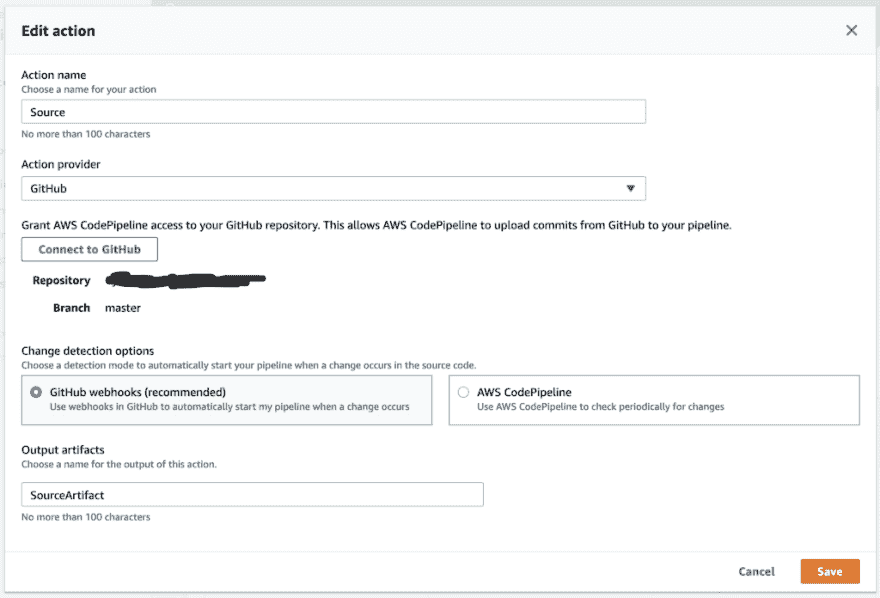 Edit action
Action name
Choose a name for your action
Source
No more than 100 characters
Action provider
GitHub
Grant AWS CodePipeline access to your GitHub repository. This allows AWS CodePipeline to upload commits from GitHub to your pipeline.
Connect to GitHub
Repository
Branch master
Change detection options
Choose a detection mode to automatically start your pipeline when a change occurs in the source code.
GitHub webhooks (recommended)
Use webhooks in GitHub to automatically start my pipeline when a change occurs
AWS CodePipeline
Use AWS CodePipeline to check periodically for changes
Output artifacts
Choose a name for the output of this action.
SourceArtifact
No more than 100 characters
Cancel Save